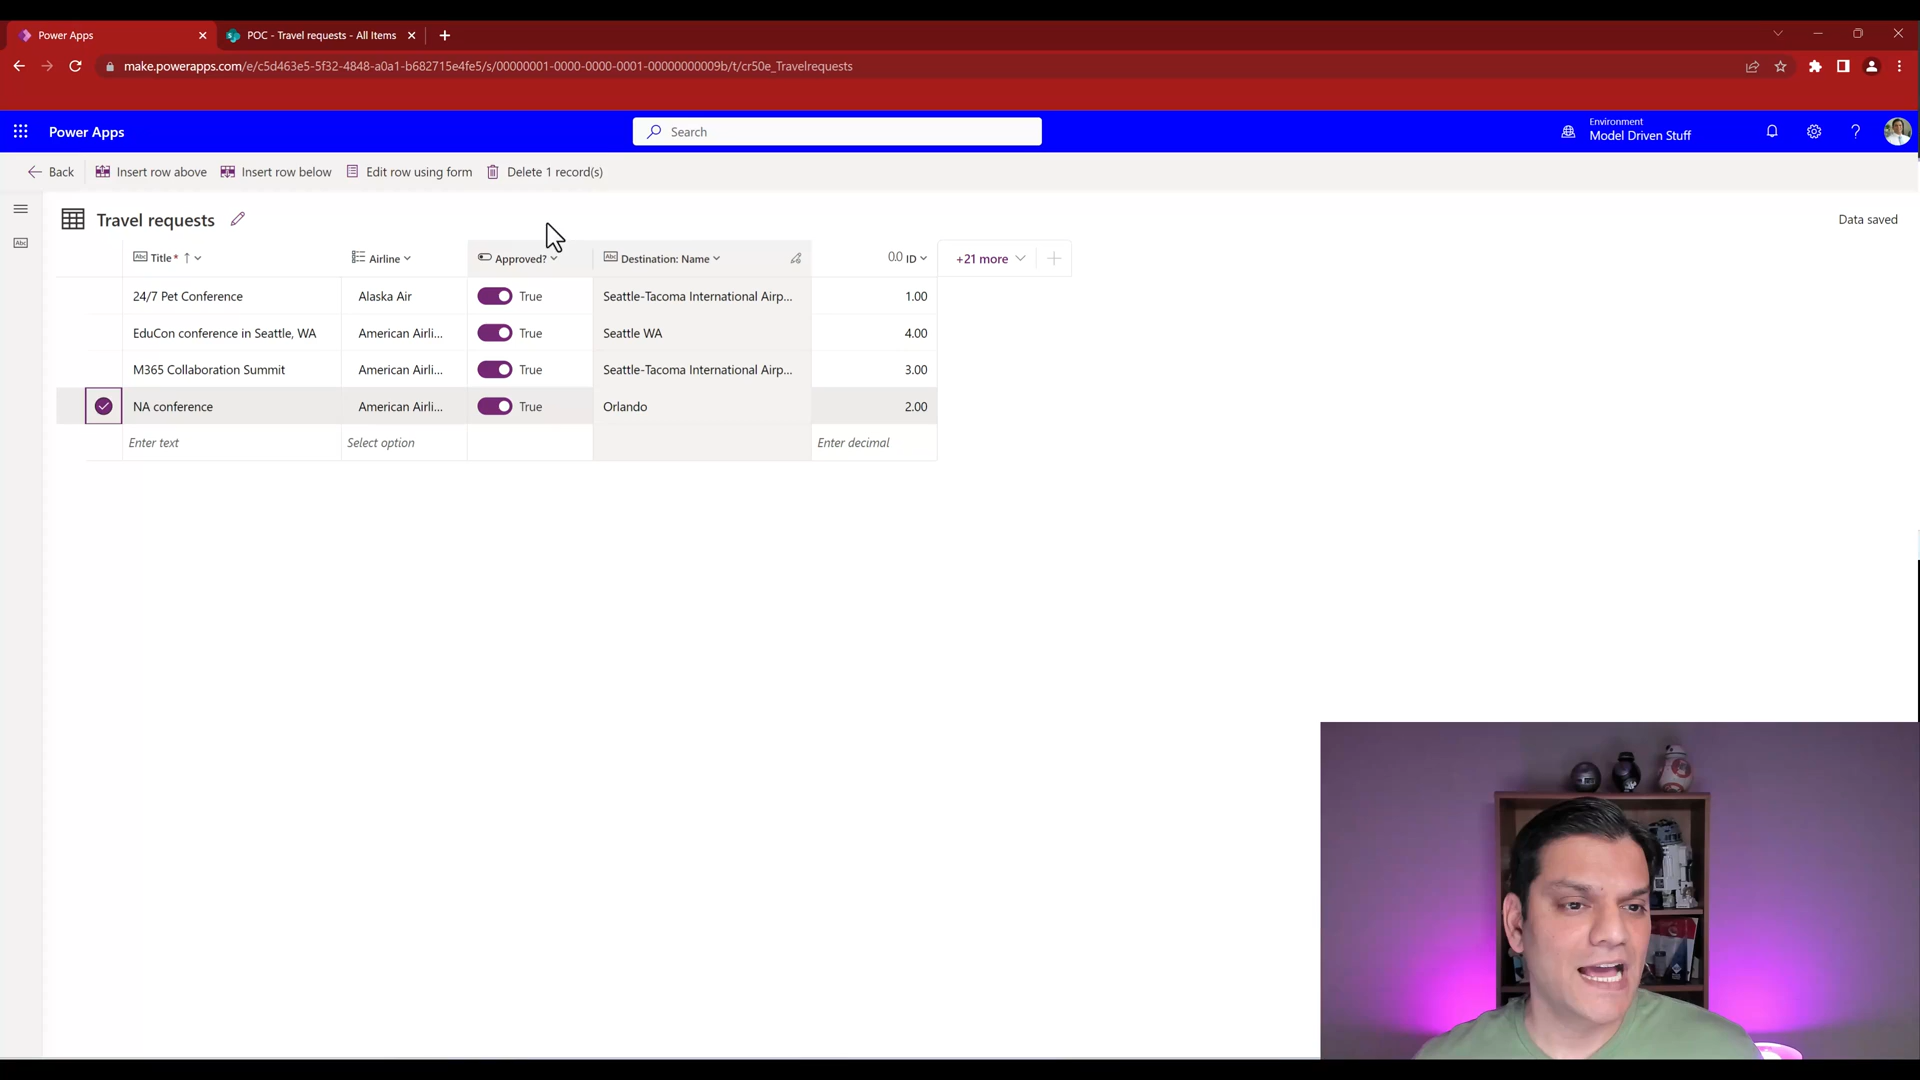 Power Apps
POC - Travel requests - All Items
make.powerapps.com/e/c5d463e5-5f32-4848-a0a1-b682715e4fe5/s/00000001-0000-0000-0001-00000000009b/t/cr50e_Travelrequests
Power Apps
Search
Environment
Model Driven Stuff
Back
Insert row above
Insert row below
Edit row using form
Delete 1 record(s)
Travel requests
Data saved
Abc Title* Airline Approved? Abc Destination: Name 0.0 ID +21 more
Abc
24/7 Pet Conference Alaska Air True Seattle-Tacoma International Airp... 1.00
EduCon conference in Seattle, WA American Airli... True Seattle WA 4.00
M365 Collaboration Summit American Airli... True Seattle-Tacoma International Airp... 3.00
NA conference American Airli... True Orlando 2.00
Enter text Select option Enter decimal